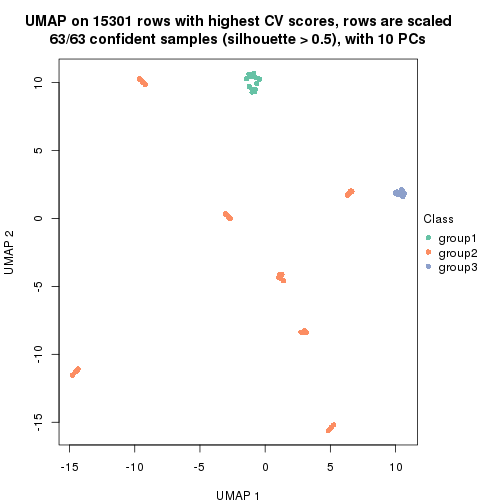 UMAP on 15301 rows with highest CV scores, rows are scaled
63/63 confident samples (silhouette > 0.5), with 10 PCs
10
5
0
-5
-10
-15
UMAP 2
Class
group1
group2
group3
-15 -10 -5 0 5 10
UMAP 1